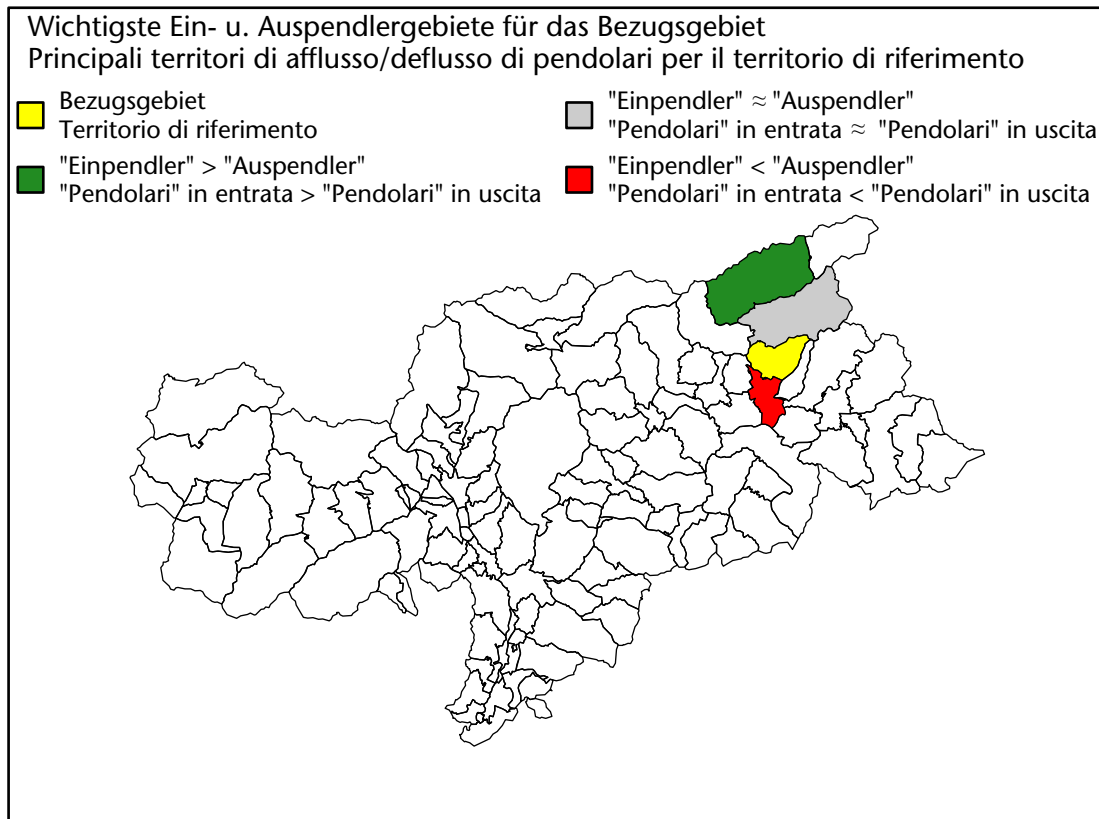 Wichtigste Ein- u. Auspendlergebiete für das Bezugsgebiet
Principali territori di afflusso/deflusso di pendolari per il territorio di riferimento
Bezugsgebiet
Territorio di riferimento
"Einpendler" > "Auspendler"
"Pendolari" in entrata > "Pendolari" in uscita
"Einpendler" ≈ "Auspendler"
"Pendolari" in entrata ≈ "Pendolari" in uscita
"Einpendler" < "Auspendler"
"Pendolari" in entrata < "Pendolari" in uscita